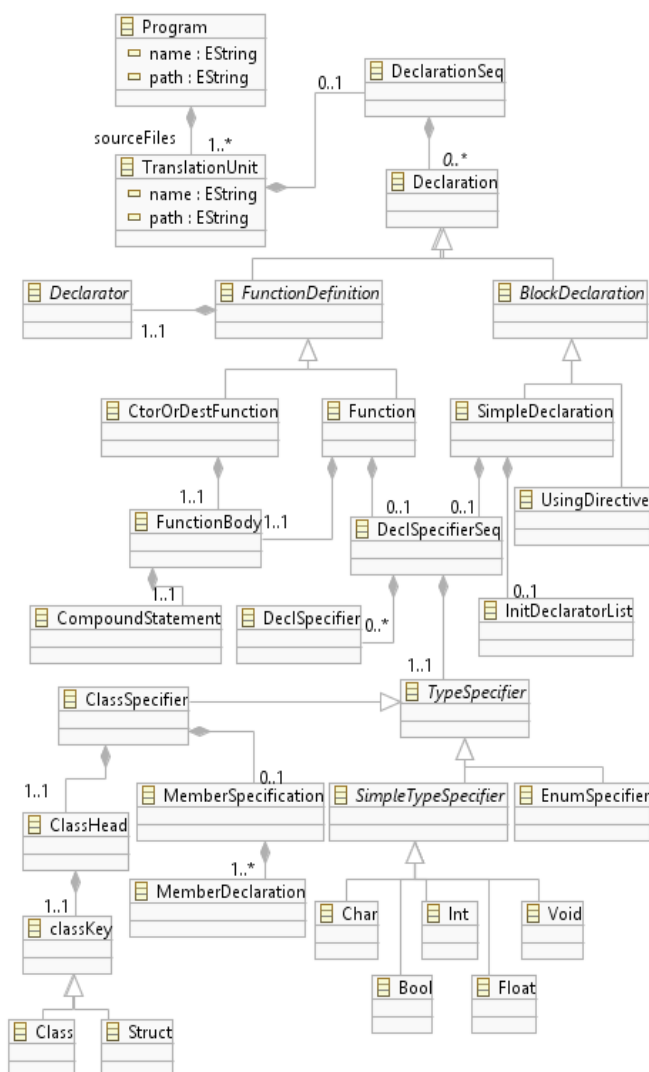 Program
name : EString
path : EString
DeclarationSeq
0..1
sourceFiles
1..*
TranslationUnit
name : EString
path : EString
0..*
Declaration
Declarator
1..1
FunctionDefinition
BlockDeclaration
CtorOrDestFunction
Function
SimpleDeclaration
1..1
FunctionBody
1..1
0..1
0..1
DeclSpecifierSeq
UsingDirective
1..1
CompoundStatement
DeclSpecifier
0..*
0..1
InitDeclaratorList
1..1
ClassSpecifier
TypeSpecifier
1..1
ClassHead
0..1
MemberSpecification
SimpleTypeSpecifier
EnumSpecifier
1..*
MemberDeclaration
1..1
classKey
Char
Int
Void
Bool
Float
Class
Struct